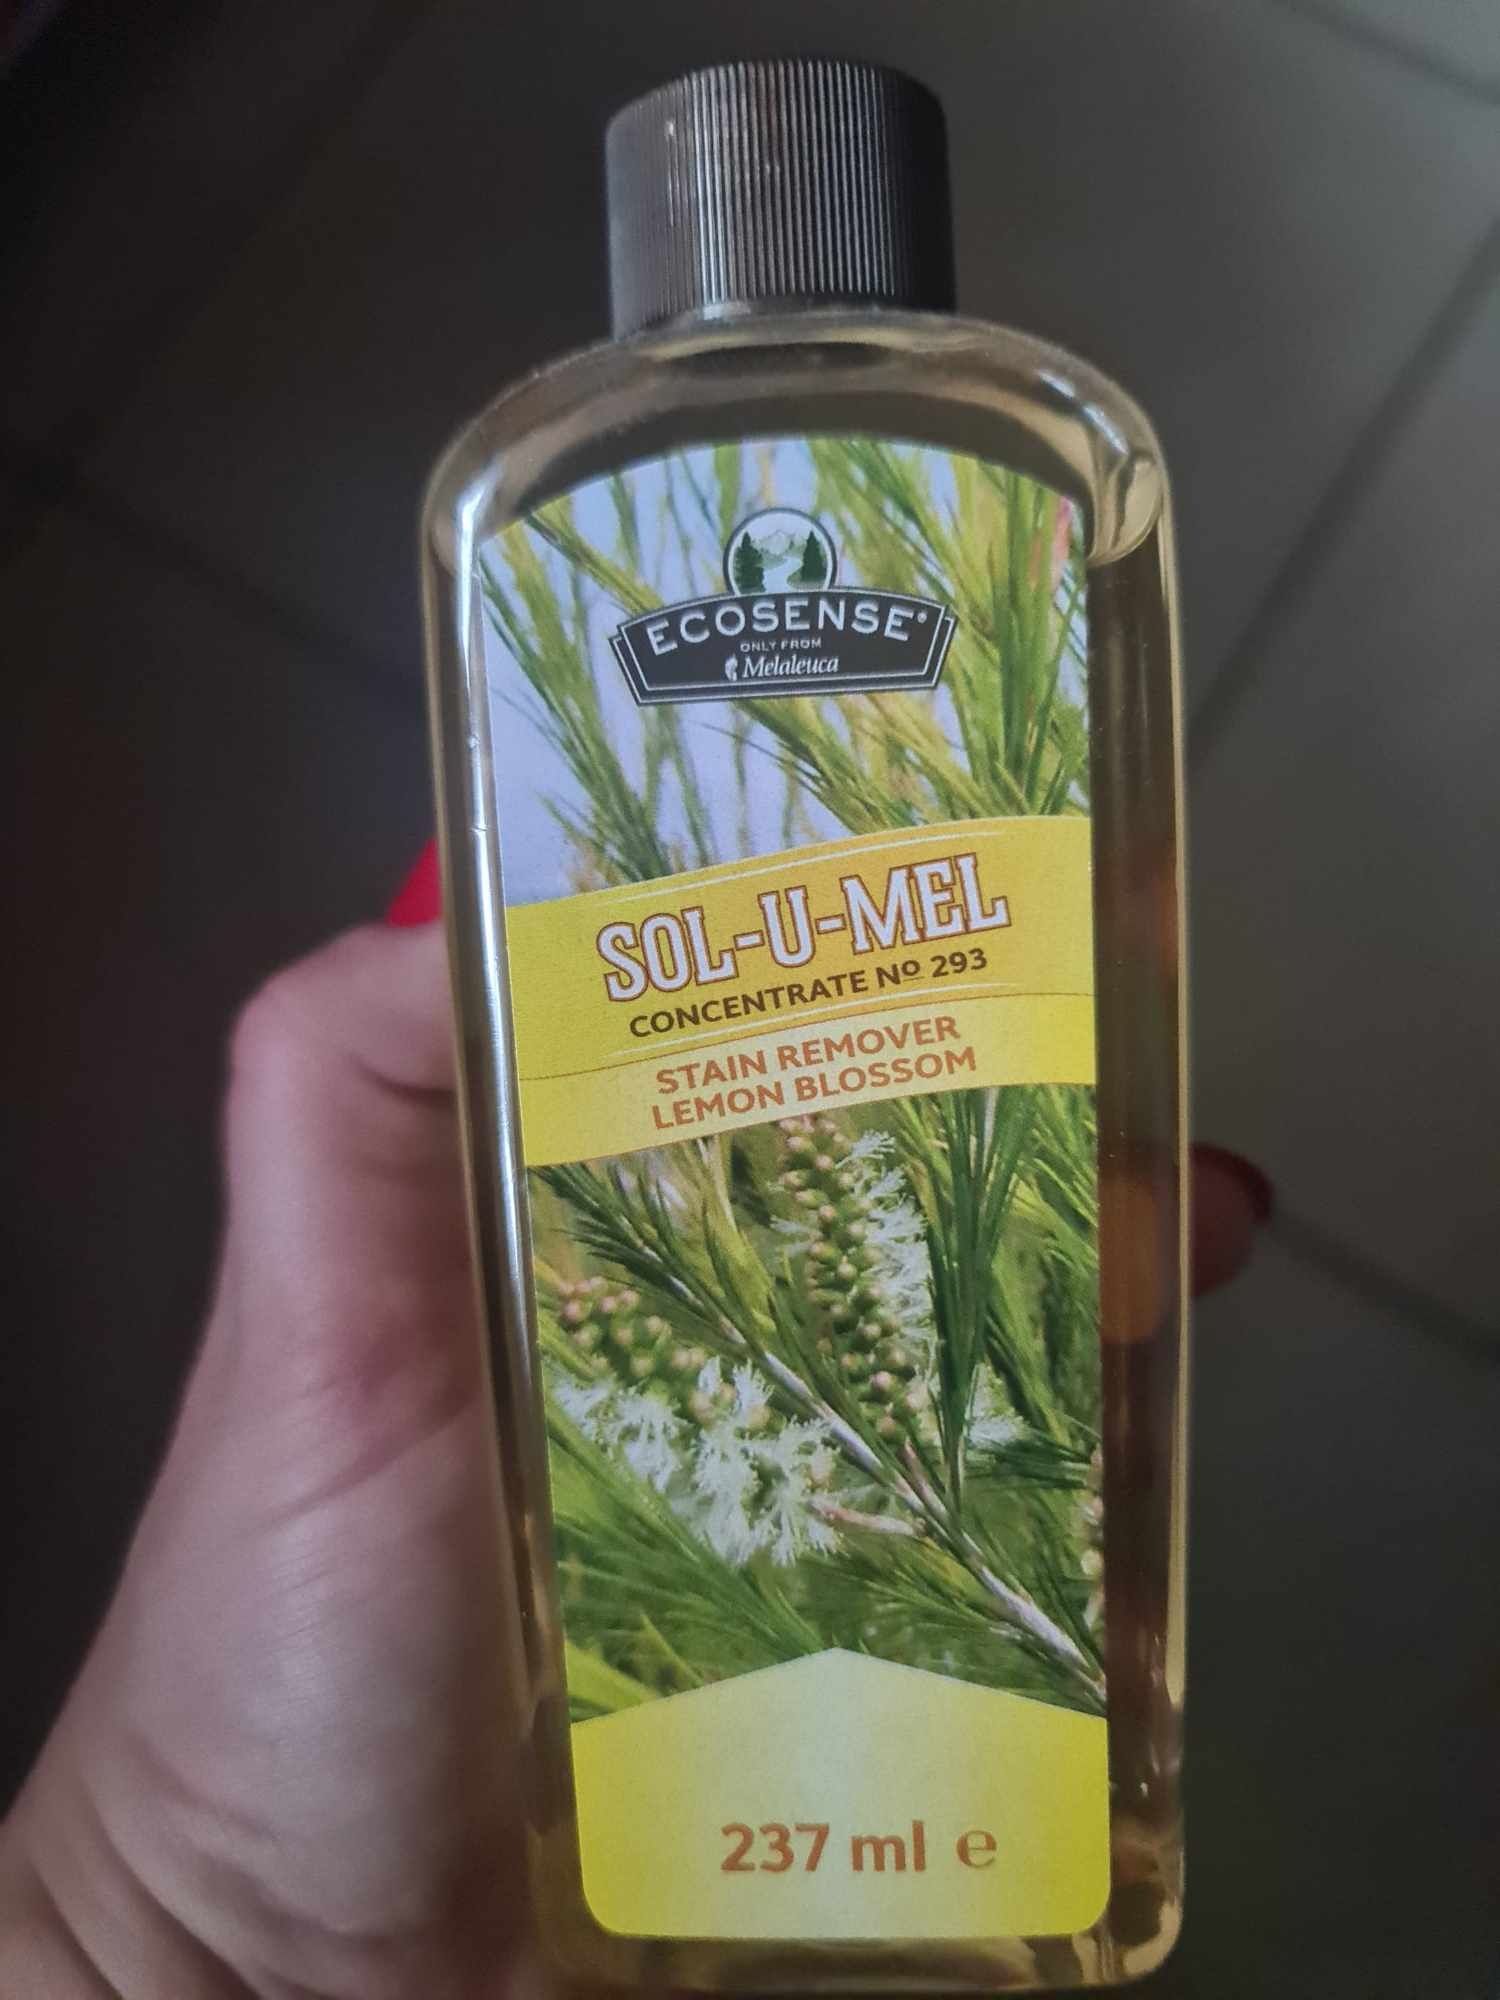 ECOSENSE®
ONLY FROM
Melaleuca
SOL-U-MEL
CONCENTRATE Nº 293
STAIN REMOVER
LEMON BLOSSOM
237 ml ℮